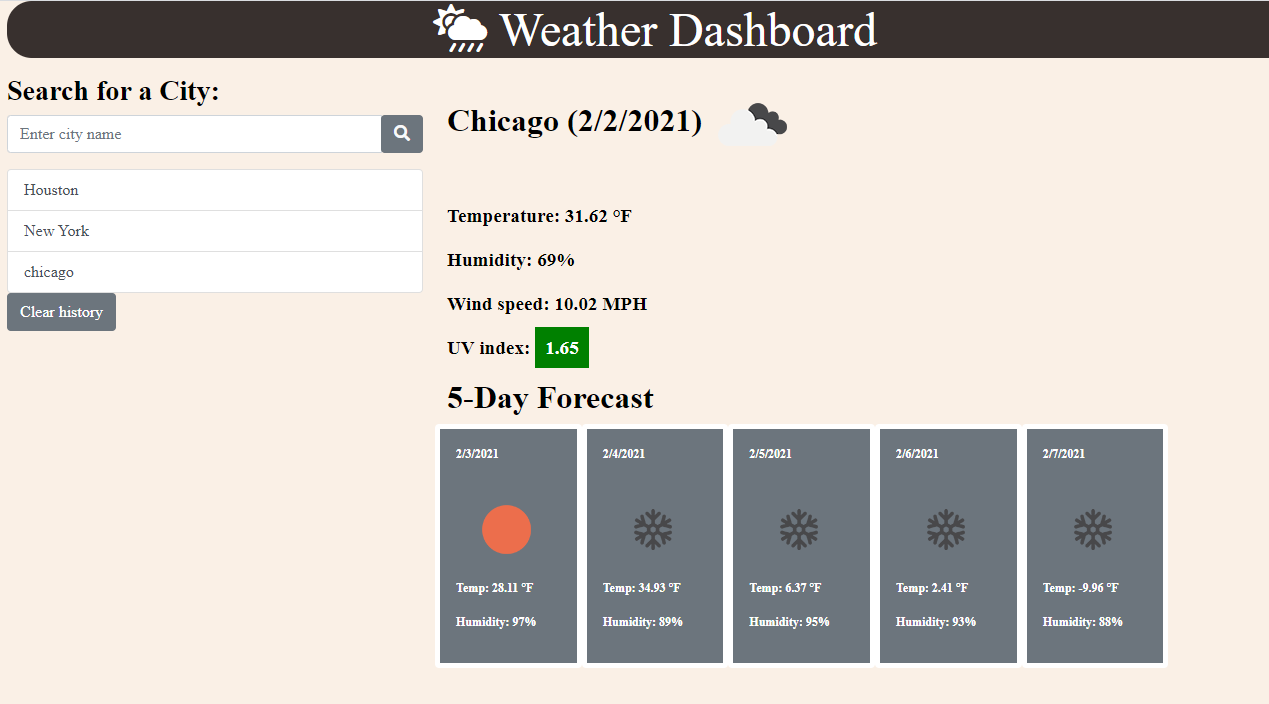 Weather Dashboard
Search for a City:
Enter city name
Houston
New York
chicago
Clear history
Chicago (2/2/2021)
Temperature: 31.62 °F
Humidity: 69%
Wind speed: 10.02 MPH
UV index: 1.65
5-Day Forecast
2/3/2021
Temp: 28.11 °F
Humidity: 97%
2/4/2021
Temp: 34.93 °F
Humidity: 89%
2/5/2021
Temp: 6.37 °F
Humidity: 95%
2/6/2021
Temp: 2.41 °F
Humidity: 93%
2/7/2021
Temp: -9.96 °F
Humidity: 88%